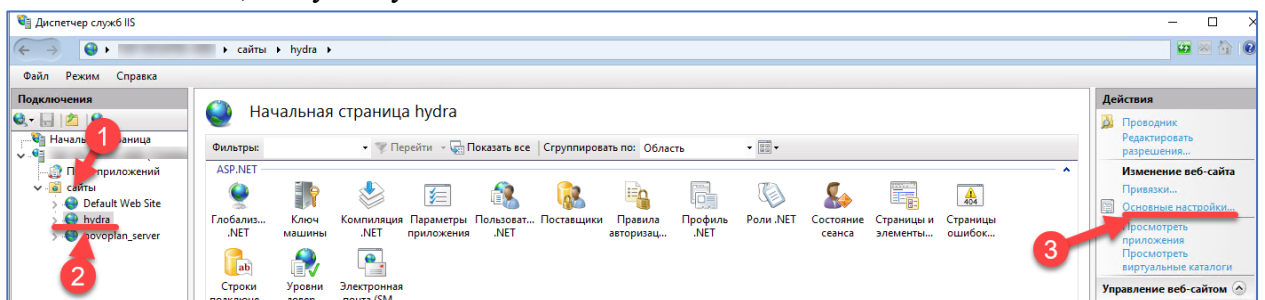 Диспетчер служб IIS
сайты hydra
Файл Режим Справка
Подключения
Начальная страница
приложений
сайты
Default Web Site
hydra
novoplan_server
1
2
Начальная страница hydra
Фильтры: Перейти Показать все Сгруппировать по: Область
ASP.NET
Глобализ... .NET
Ключ машины
Компиляция .NET
Параметры приложения
Пользоват... .NET
Поставщики
Правила авторизац...
Профиль .NET
Роли .NET
Состояние сеанса
Страницы и элементы...
Страницы ошибок...
404
ab
Строки
Уровни
Электронная
Действия
Проводник
Редактировать
разрешения...
Изменение веб-сайта
Привязки...
Основные настройки...
Просмотреть
приложения
Просмотреть
виртуальные каталоги
Управление веб-сайтом
3